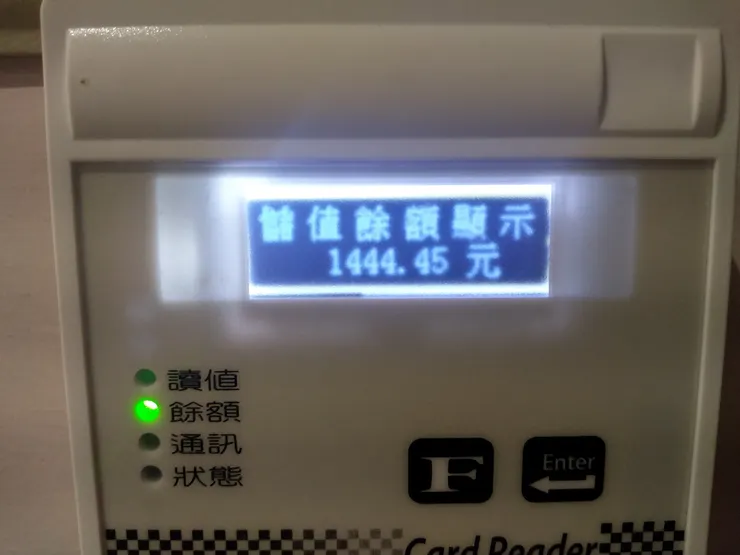 儲值餘額顯示
1444.45 元
讀值
餘額
通訊
狀態
F
Enter
Card Reader